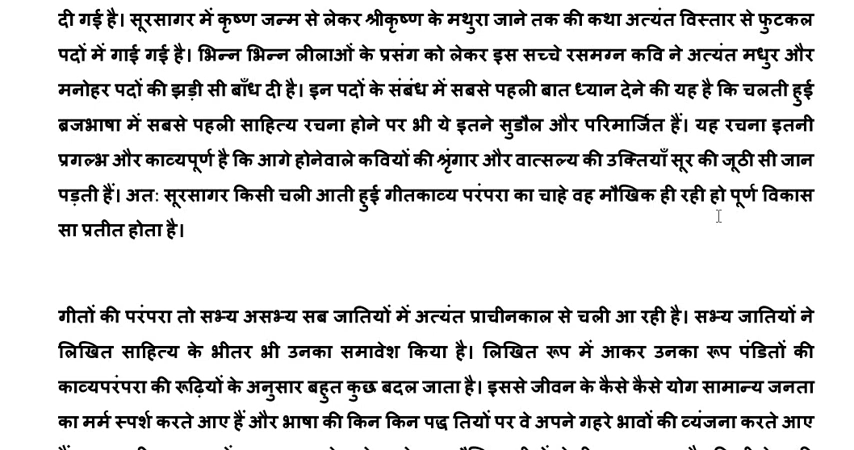 दी गई है। सूरसागर में कृष्ण जन्म से लेकर श्रीकृष्ण के मथुरा जाने तक की कथा अत्यंत विस्तार से फुटकल
पदों में गाई गई है। भिन्न भिन्न लीलाओं के प्रसंग को लेकर इस सच्चे रसमग्न कवि ने अत्यंत मधुर और
मनोहर पदों की झड़ी सी बाँध दी है। इन पदों के संबंध में सबसे पहली बात ध्यान देने की यह है कि चलती हुई
ब्रजभाषा में सबसे पहली साहित्य रचना होने पर भी ये इतने सुडौल और परिमार्जित हैं। यह रचना इतनी
प्रगल्भ और काव्यपूर्ण है कि आगे होनेवाले कवियों की श्रृंगार और वात्सल्य की उक्तियाँ सूर की जूठी सी जान
पड़ती हैं। अतः सूरसागर किसी चली आती हुई गीतकाव्य परंपरा का चाहे वह मौखिक ही रही हो पूर्ण विकास
सा प्रतीत होता है।
गीतों की परंपरा तो सभ्य असभ्य सब जातियों में अत्यंत प्राचीनकाल से चली आ रही है। सभ्य जातियों ने
लिखित साहित्य के भीतर भी उनका समावेश किया है। लिखित रूप में आकर उनका रूप पंडितों की
काव्यपरंपरा की रूढ़ियों के अनुसार बहुत कुछ बदल जाता है। इससे जीवन के कैसे कैसे योग सामान्य जनता
का मर्म स्पर्श करते आए हैं और भाषा की किन किन पद्ध तियों पर वे अपने गहरे भावों की व्यंजना करते आए